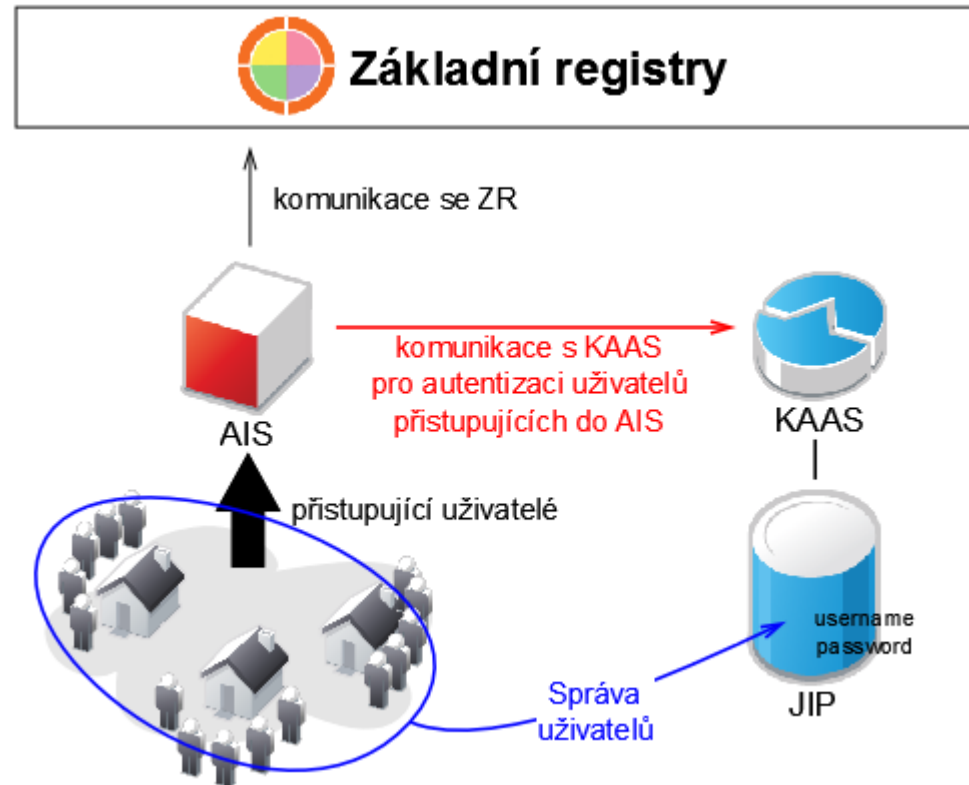 Základní registry
komunikace se ZR
komunikace s KAAS
pro autentizaci uživatelů
přistupujících do AIS
AIS
KAAS
přistupující uživatelé
username
password
JIP
Správa
uživatelů